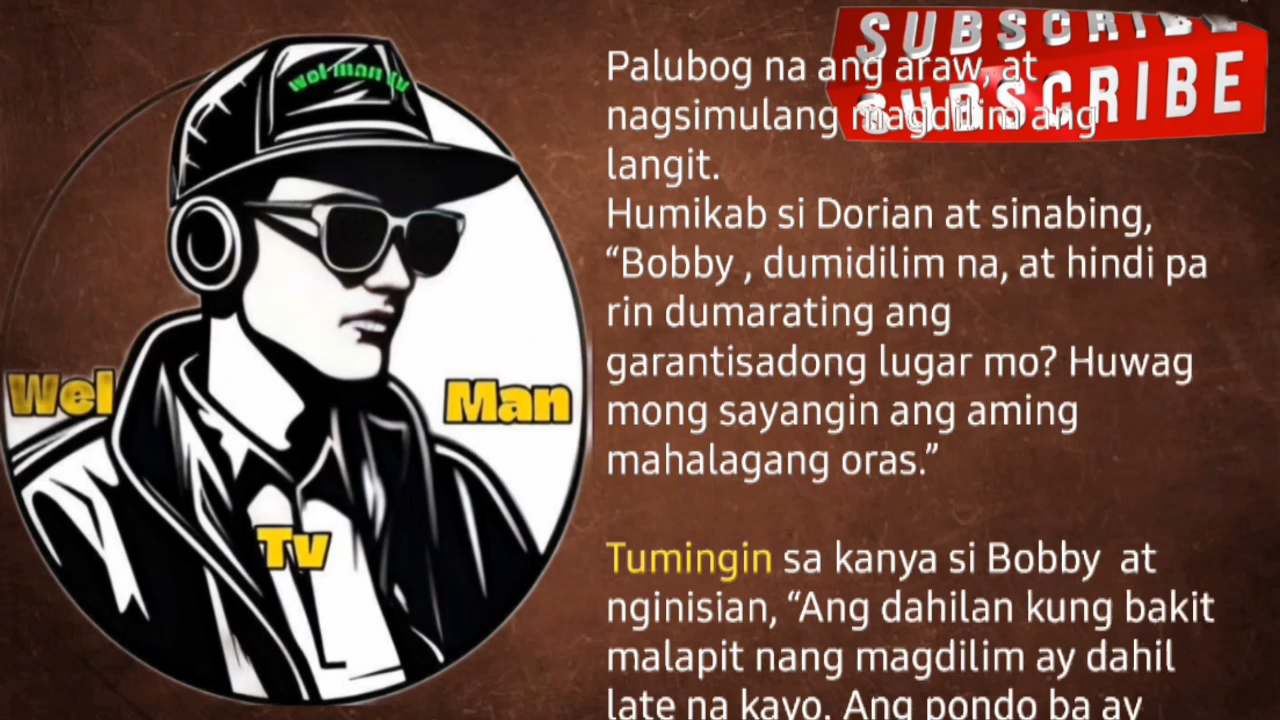 wel man tv
Wel
Man
Tv
SUBSCRIBE
SUBSCRIBE
Palubog na ang araw, at
nagsimulang magdilim ang
langit.
Humikab si Dorian at sinabing,
“Bobby , dumidilim na, at hindi pa
rin dumarating ang
garantisadong lugar mo? Huwag
mong sayangin ang aming
mahalagang oras.”
Tumingin sa kanya si Bobby  at
nginisian, “Ang dahilan kung bakit
malapit nang magdilim ay dahil
late na kayo. Ang pondo ba ay